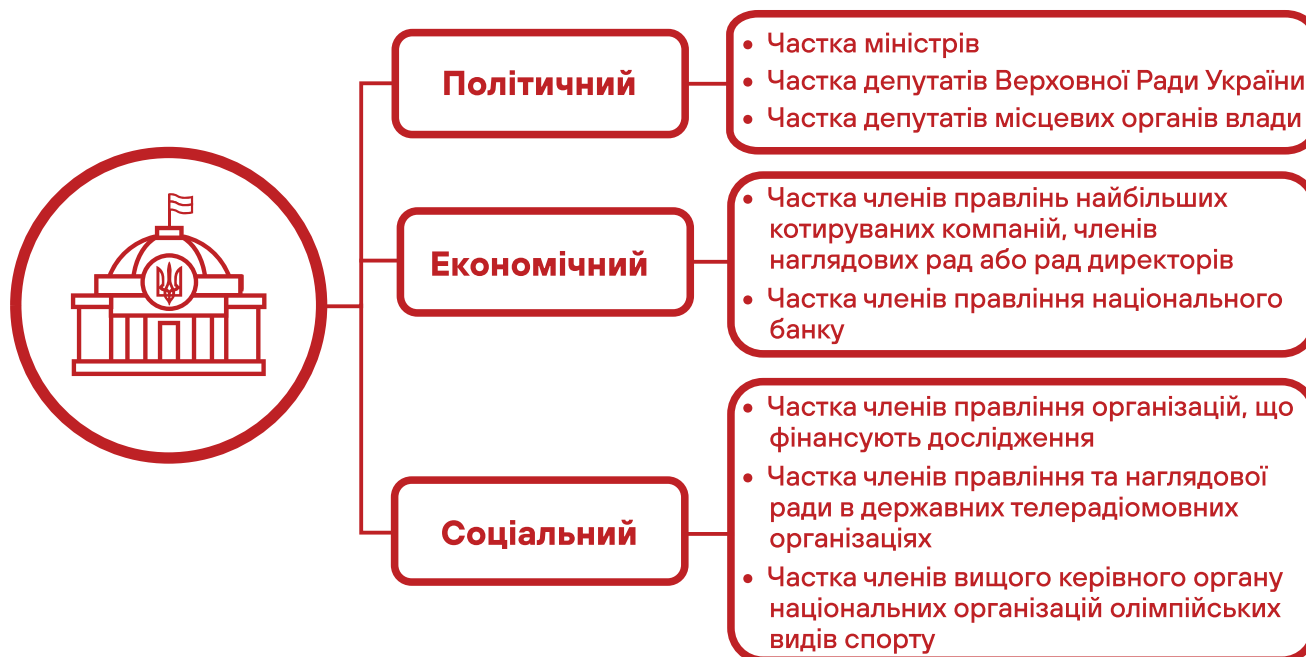 Політичний
• Частка міністрів
• Частка депутатів Верховної Ради України
• Частка депутатів місцевих органів влади
Економічний
• Частка членів правлінь найбільших
котируваних компаній, членів
наглядових рад або рад директорів
• Частка членів правління національного
банку
Соціальний
• Частка членів правління організацій, що
фінансують дослідження
• Частка членів правління та наглядової
ради в державних телерадіомовних
організаціях
• Частка членів вищого керівного органу
національних організацій олімпійських
видів спорту